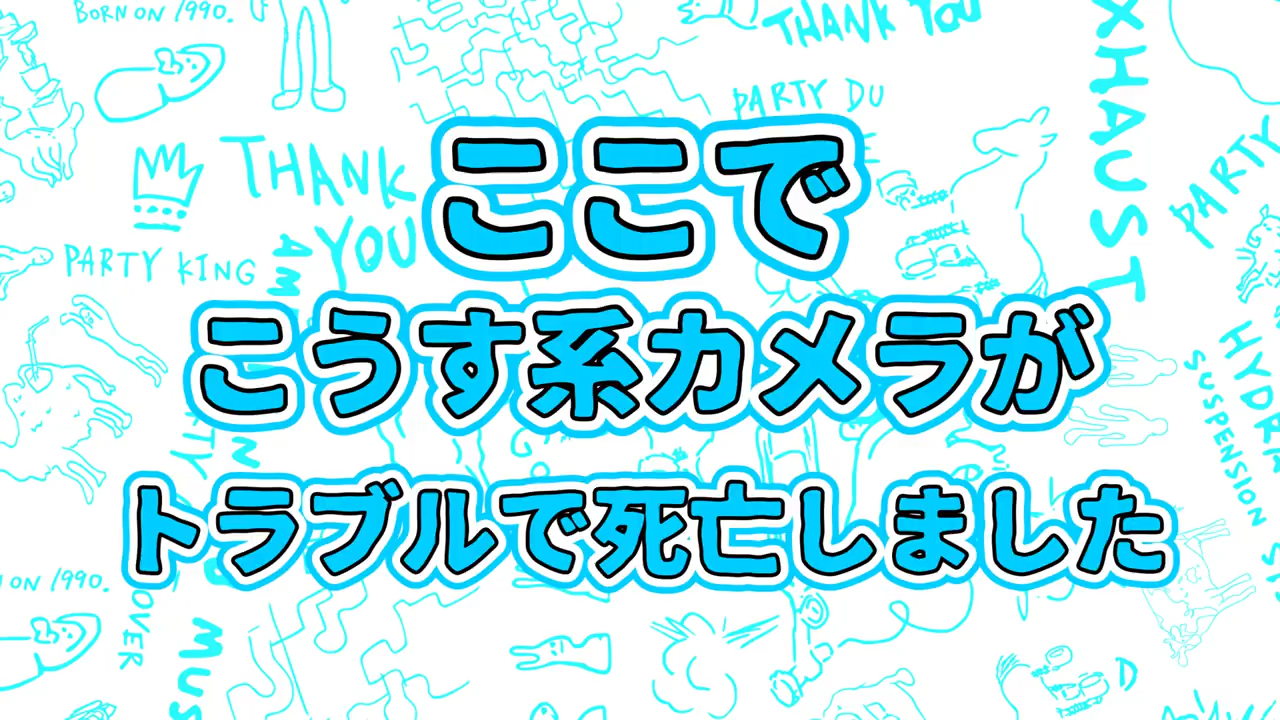 BORN ON 1990.
THANK YOU
EXHAUST
PARTY DU
THANK
YOU
PARTY
PARTY KING
ここで
こうす系カメラが
トラブルで死亡しました
SUSPENSION
ON 1990.
OVER
D